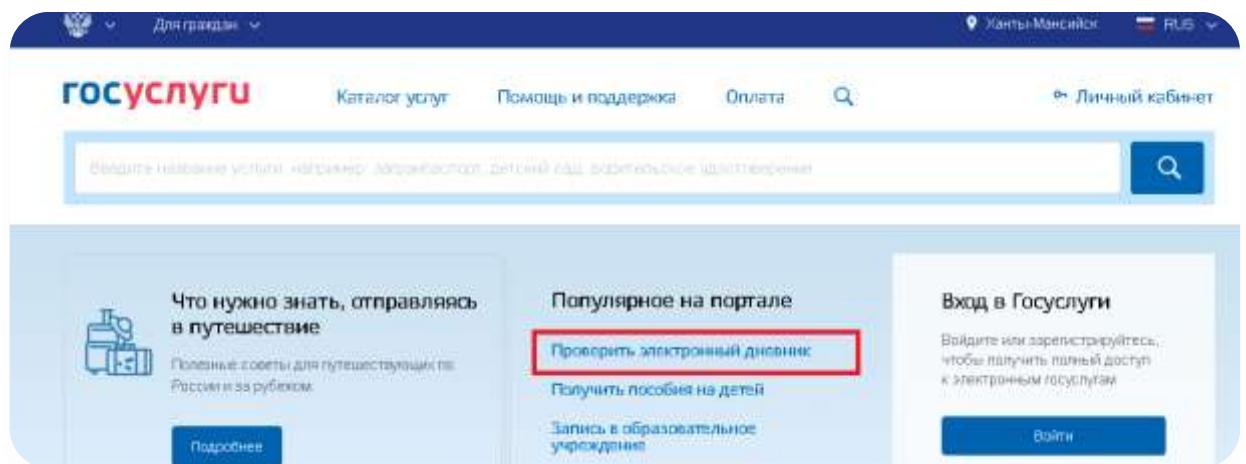 Для граждан
Ханты-Мансийск
RUS
госуслуги
Каталог услуг
Помощь и поддержка
Оплата
Личный кабинет
Введите название услуги, например: загранпаспорт, детский сад, водительское удостоверение
Что нужно знать, отправляясь
в путешествие
Полезные советы для путешествующих по
России и за рубежом
Подробнее
Популярное на портале
Проверить электронный дневник
Получить пособия на детей
Запись в образовательное
учреждение
Вход в Госуслуги
Войдите или зарегистрируйтесь,
чтобы получить полный доступ
к электронным госуслугам
Войти